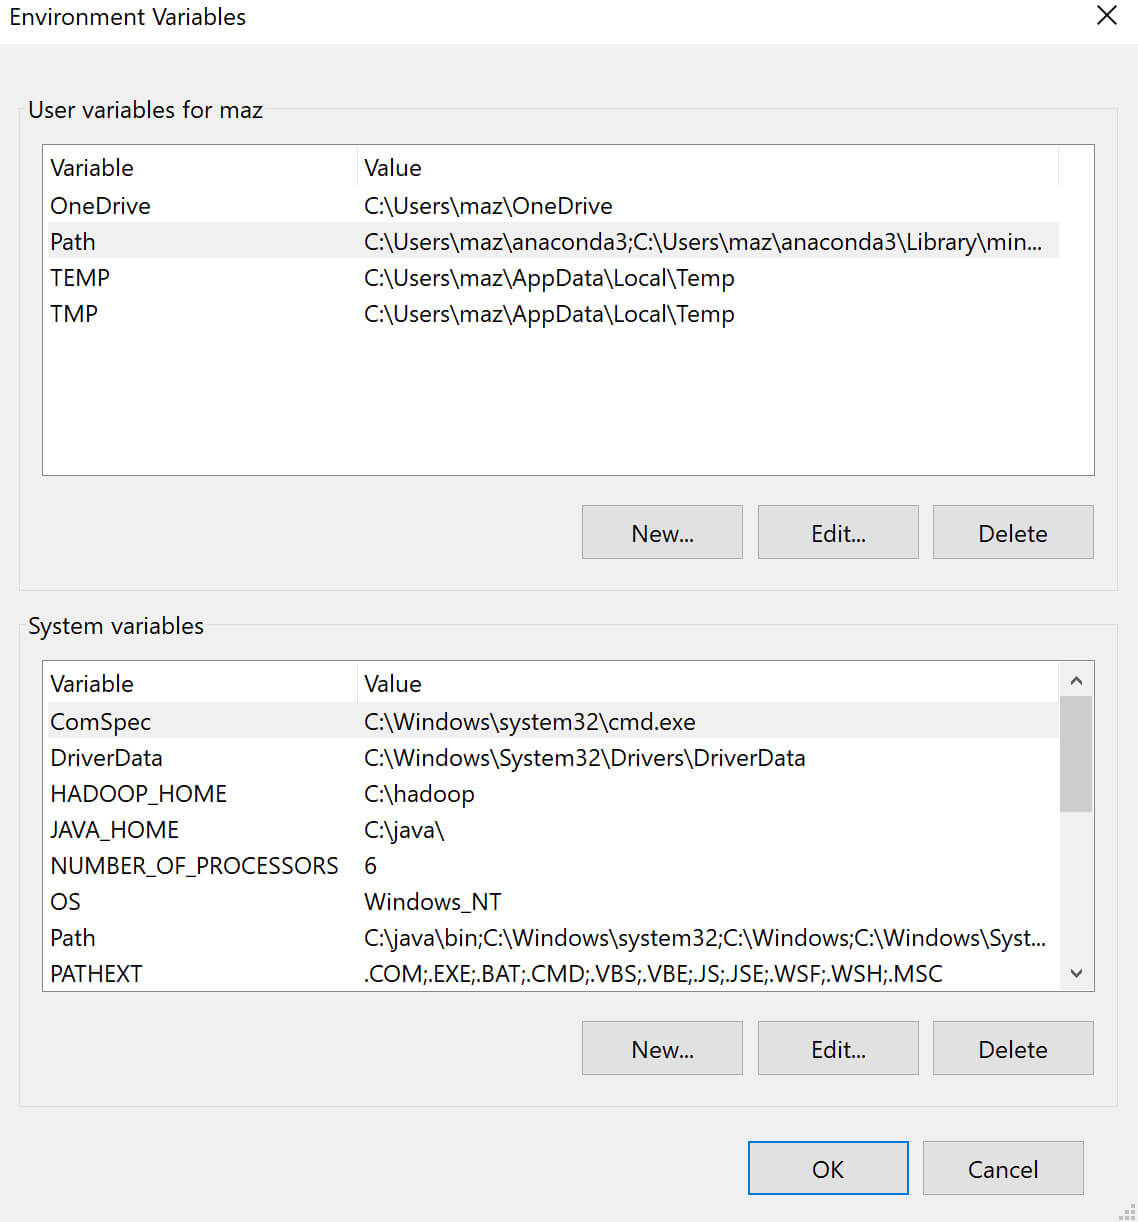 Environment Variables
User variables for maz
Variable Value
OneDrive C:\Users\maz\OneDrive
Path C:\Users\maz\anaconda3;C:\Users\maz\anaconda3\Library\min...
TEMP C:\Users\maz\AppData\Local\Temp
TMP C:\Users\maz\AppData\Local\Temp
New... Edit... Delete
System variables
Variable Value
ComSpec C:\Windows\system32\cmd.exe
DriverData C:\Windows\System32\Drivers\DriverData
HADOOP_HOME C:\hadoop
JAVA_HOME C:\java\
NUMBER_OF_PROCESSORS 6
OS Windows_NT
Path C:\java\bin;C:\Windows\system32;C:\Windows;C:\Windows\Syst...
PATHEXT .COM;.EXE;.BAT;.CMD;.VBS;.VBE;.JS;.JSE;.WSF;.WSH;.MSC
New... Edit... Delete
OK Cancel